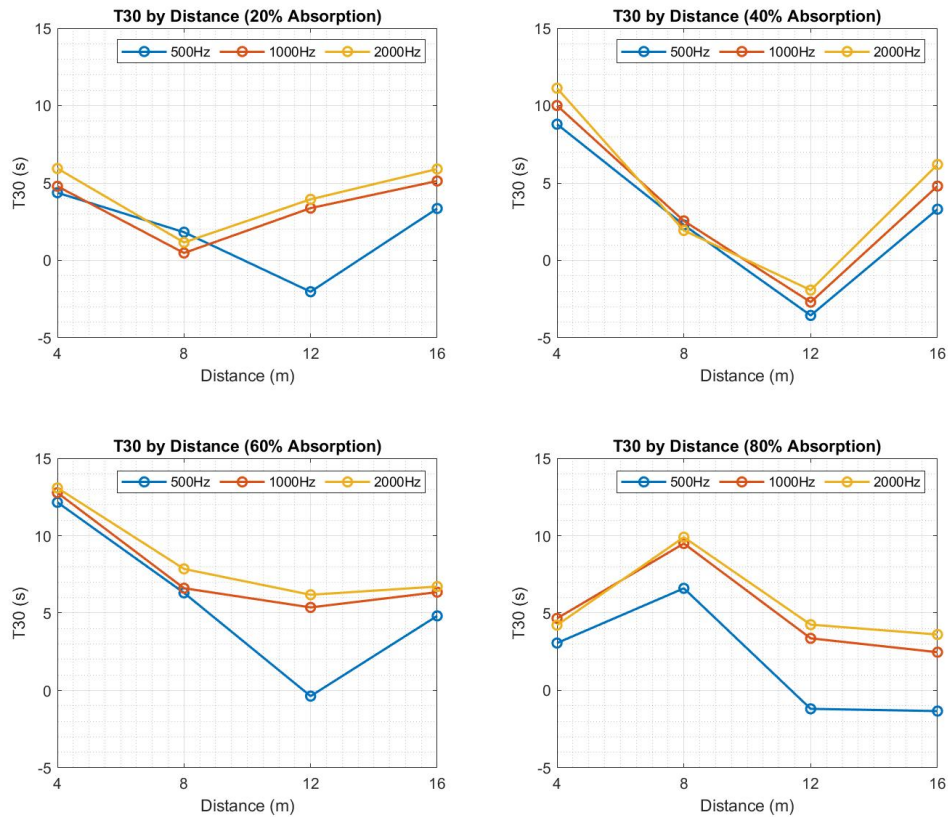 T30 by Distance (20% Absorption)
500Hz 1000Hz 2000Hz
15
10
5
0
-5
T30 (s)
4 8 12 16
Distance (m)
T30 by Distance (40% Absorption)
500Hz 1000Hz 2000Hz
15
10
5
0
-5
T30 (s)
4 8 12 16
Distance (m)
T30 by Distance (60% Absorption)
500Hz 1000Hz 2000Hz
15
10
5
0
-5
T30 (s)
4 8 12 16
Distance (m)
T30 by Distance (80% Absorption)
500Hz 1000Hz 2000Hz
15
10
5
0
-5
T30 (s)
4 8 12 16
Distance (m)